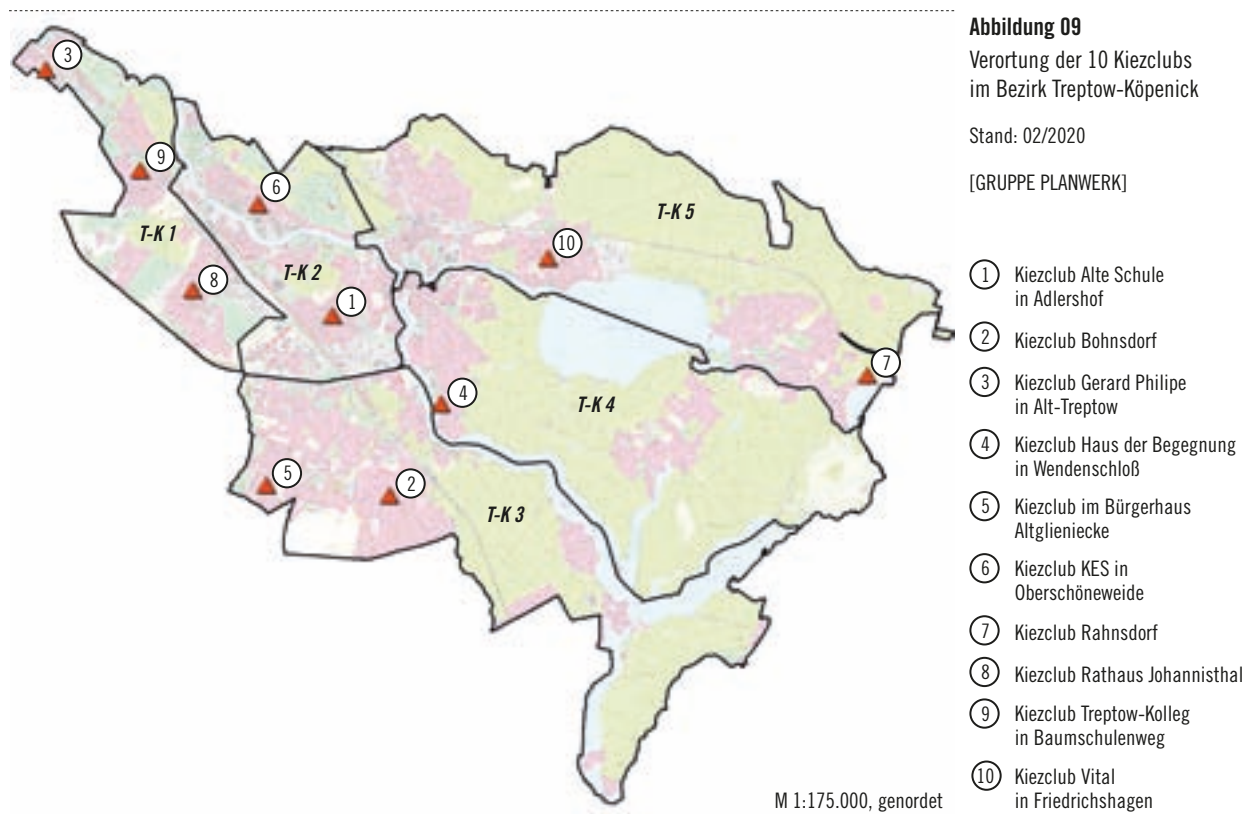 3
9
6
T-K 1
T-K 2
T-K 5
10
8
1
7
4
T-K 4
5
2
T-K 3
M 1:175.000, genordet
Abbildung 09
Verortung der 10 Kiezclubs
im Bezirk Treptow-Köpenick
Stand: 02/2020
[GRUPPE PLANWERK]
1 Kiezclub Alte Schule
in Adlershof
2 Kiezclub Bohnsdorf
3 Kiezclub Gerard Philipe
in Alt-Treptow
4 Kiezclub Haus der Begegnung
in Wendenschloß
5 Kiezclub im Bürgerhaus
Altglieniecke
6 Kiezclub KES in
Oberschöneweide
7 Kiezclub Rahnsdorf
8 Kiezclub Rathaus Johannisthal
9 Kiezclub Treptow-Kolleg
in Baumschulenweg
10 Kiezclub Vital
in Friedrichshagen